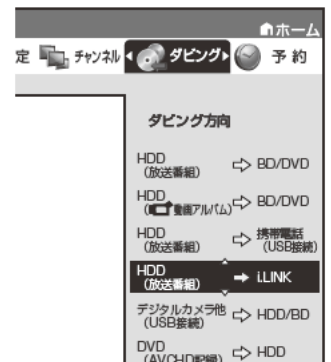 ホーム
定 チャンネル ダビング 予約
ダビング方向
HDD
(放送番組) ⇨ BD/DVD
HDD
(動画アルバム) ⇨ BD/DVD
HDD
(放送番組) ⇨ 携帯電話
(USB接続)
HDD
(放送番組) ➡ i.LINK
デジタルカメラ他
(USB接続) ⇨ HDD/BD
DVD
(AVCHD記録) ⇨ HDD